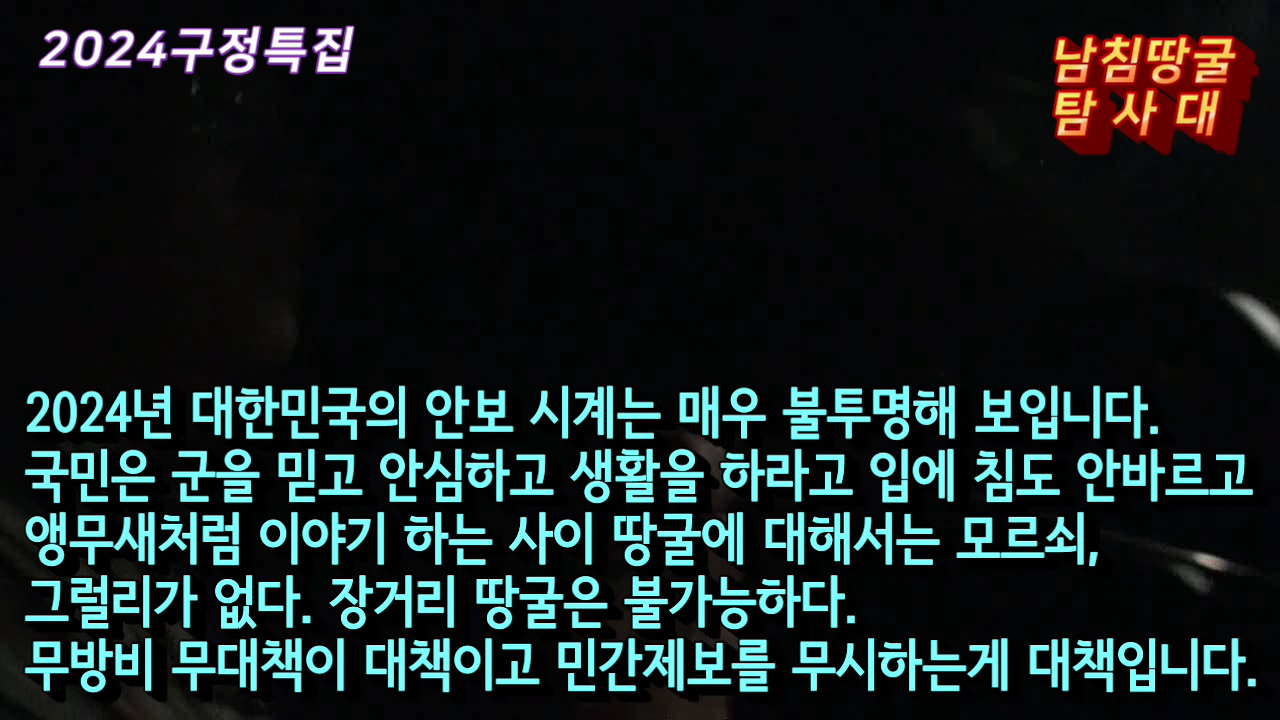 2024구정특집
남침땅굴
탐사대
2024년 대한민국의 안보 시계는 매우 불투명해 보입니다.
국민은 군을 믿고 안심하고 생활을 하라고 입에 침도 안바르고
앵무새처럼 이야기 하는 사이 땅굴에 대해서는 모르쇠,
그럴리가 없다. 장거리 땅굴은 불가능하다.
무방비 무대책이 대책이고 민간제보를 무시하는게 대책입니다.